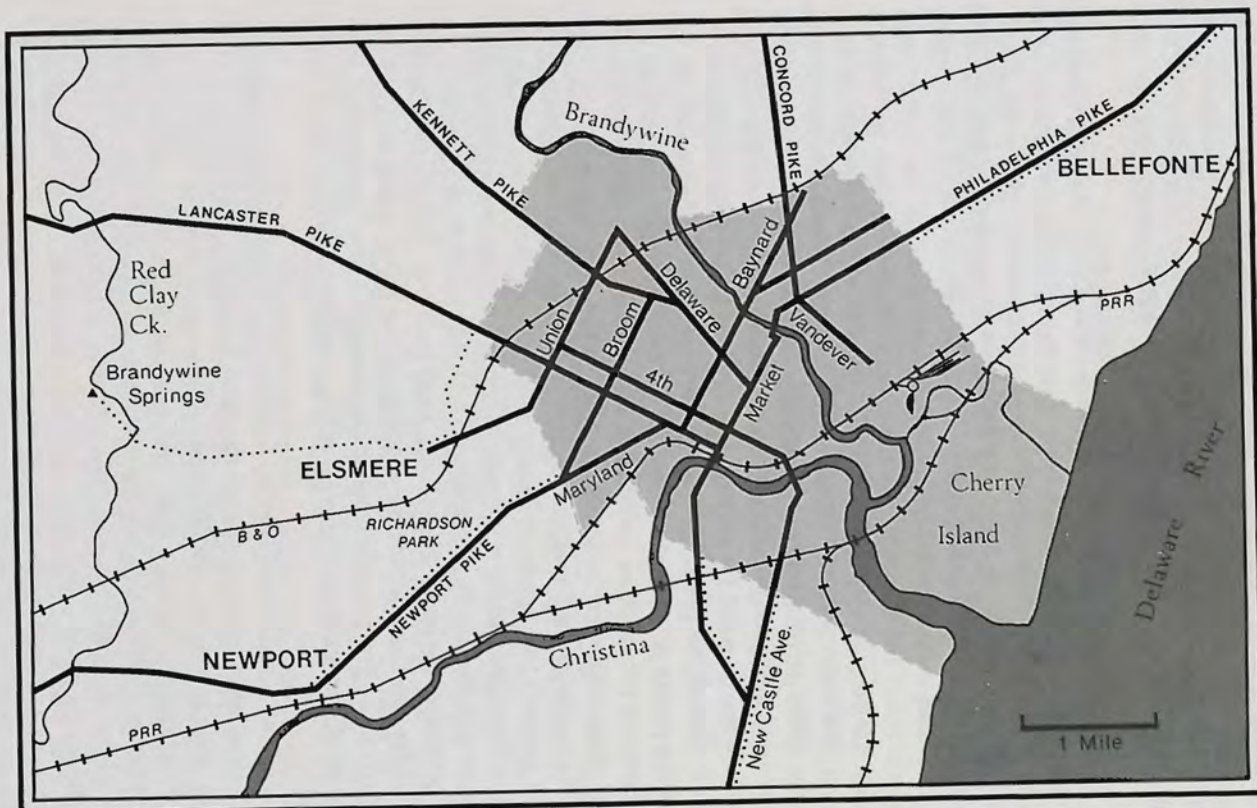 KENNETT
PIKE
Brandywine
CONCORD
PIKE
PHILADELPHIA PIKE
BELLEFONTE
LANCASTER
PIKE
Red
Clay
Ck.
Brandywine
Springs
Union
Broom
Delaware
Baynard
Vandever
4th
Market
PRR
ELSMERE
Maryland
B & O
RICHARDSON
PARK
NEWPORT PIKE
Cherry
Island
Delaware River
NEWPORT
Christina
New Castle Ave.
PRR
1 Mile